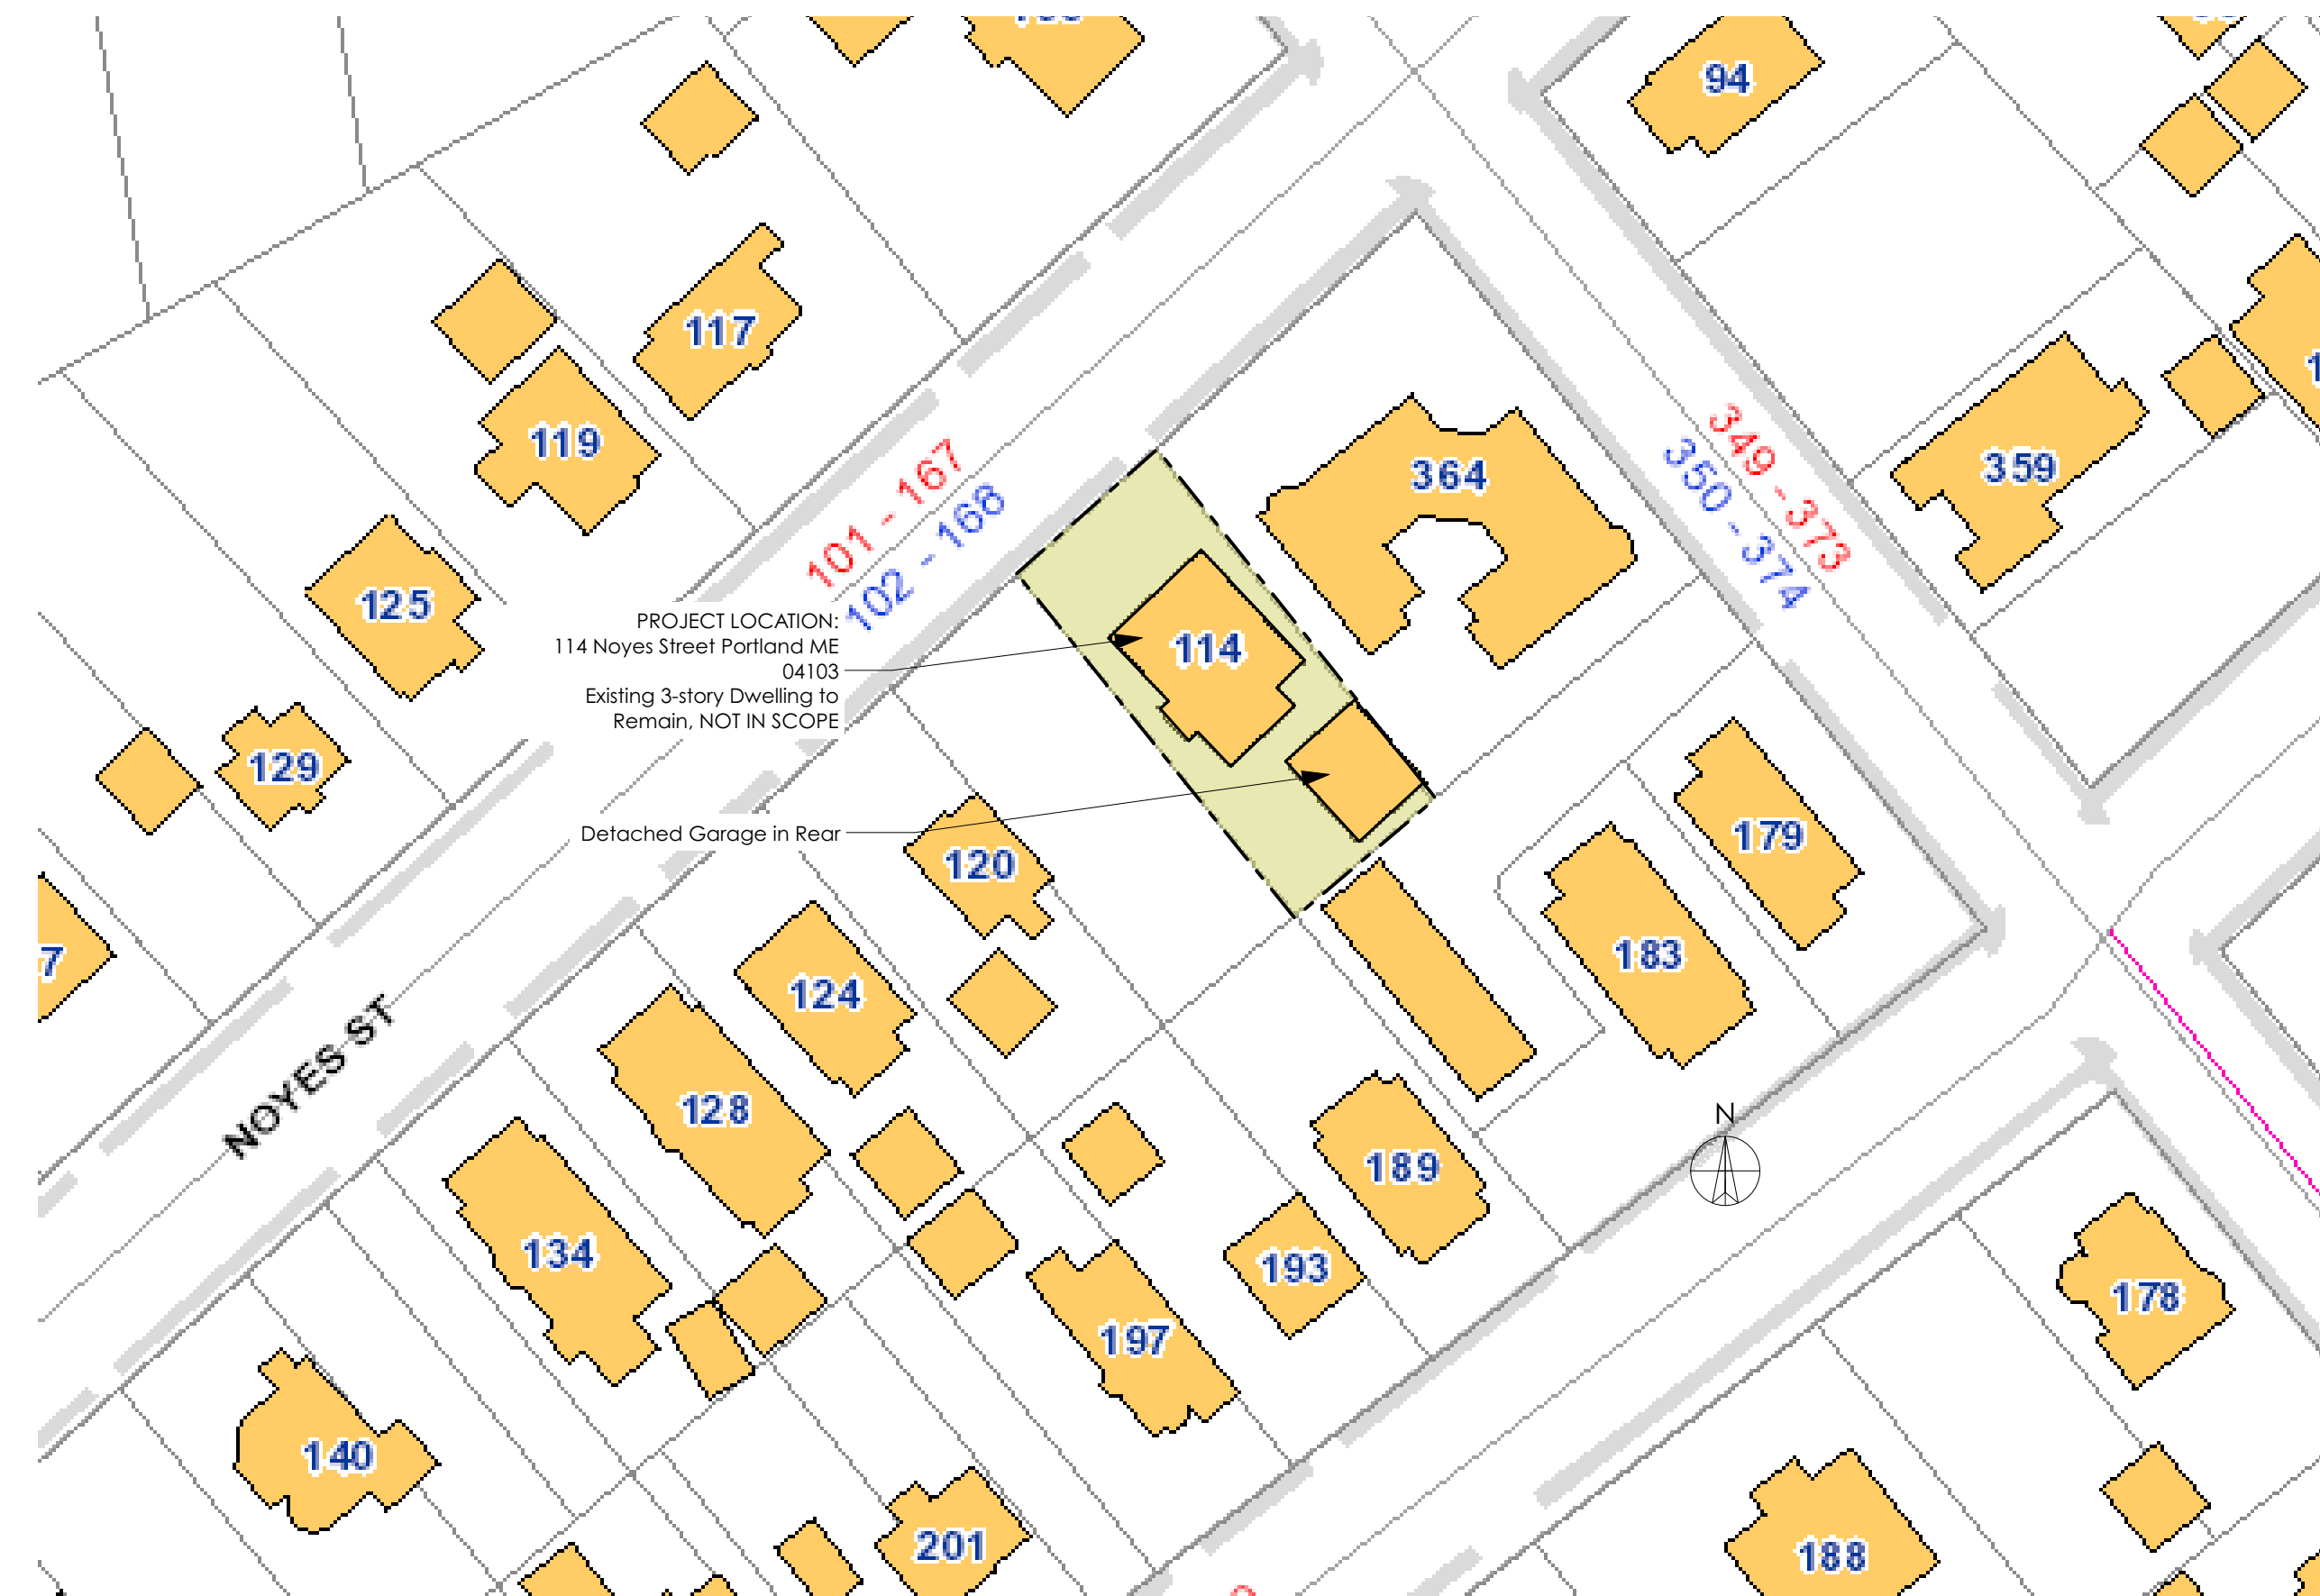 94
117
119
364
359
101 - 167
102 - 168
349 - 373
350 - 374
125
PROJECT LOCATION:
114 Noyes Street Portland ME
04103
Existing 3-story Dwelling to
Remain, NOT IN SCOPE
114
129
Detached Garage in Rear
120
179
183
7
124
NOYES ST
128
N
189
134
193
197
178
140
201
188